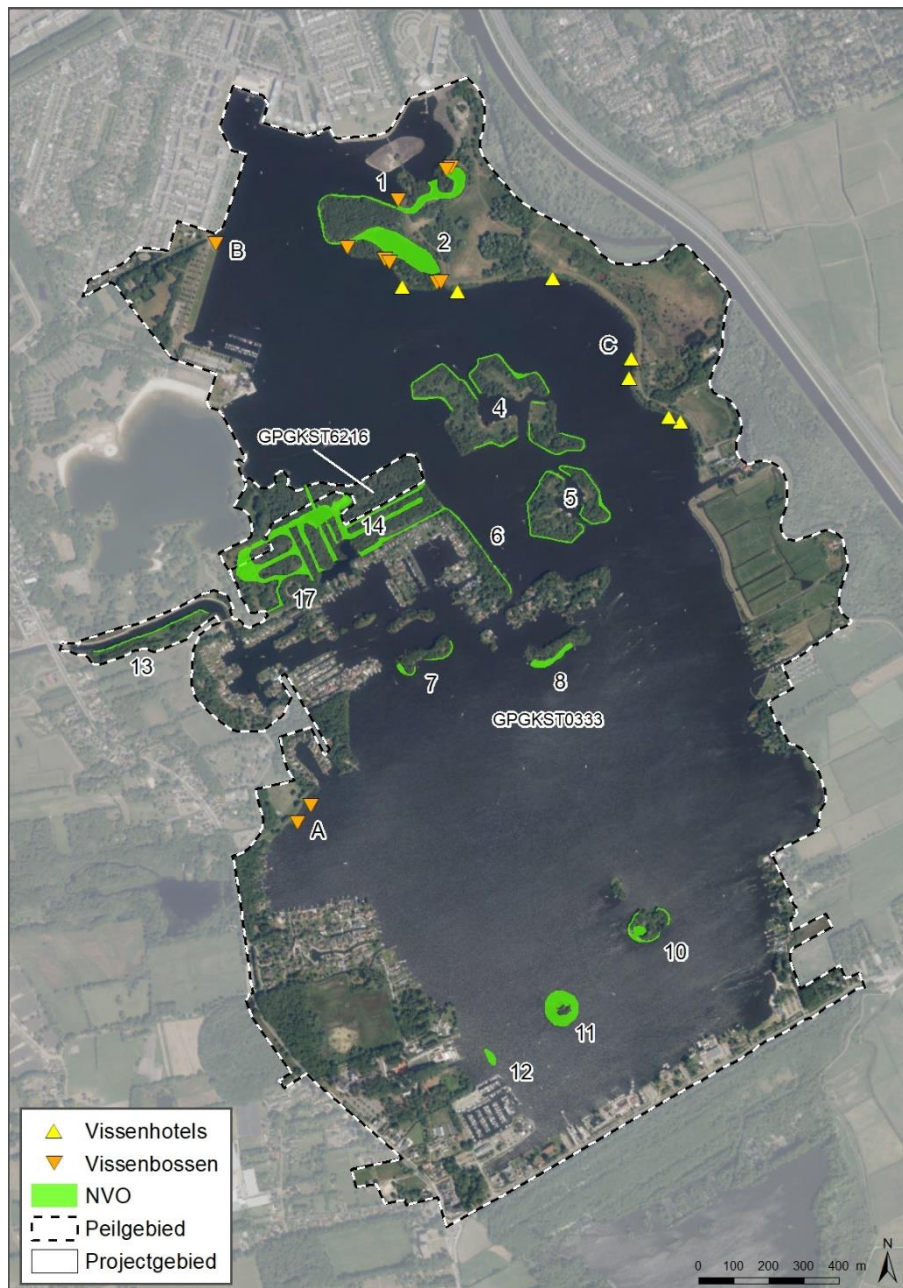 1
2
B
C
4
GPGKST6216
5
14
6
17
13
7
8
GPGKST0333
A
10
11
12
Vissenhotels
Vissenbossen
NVO
Peilgebied
Projectgebied
N
0 100 200 300 400 m